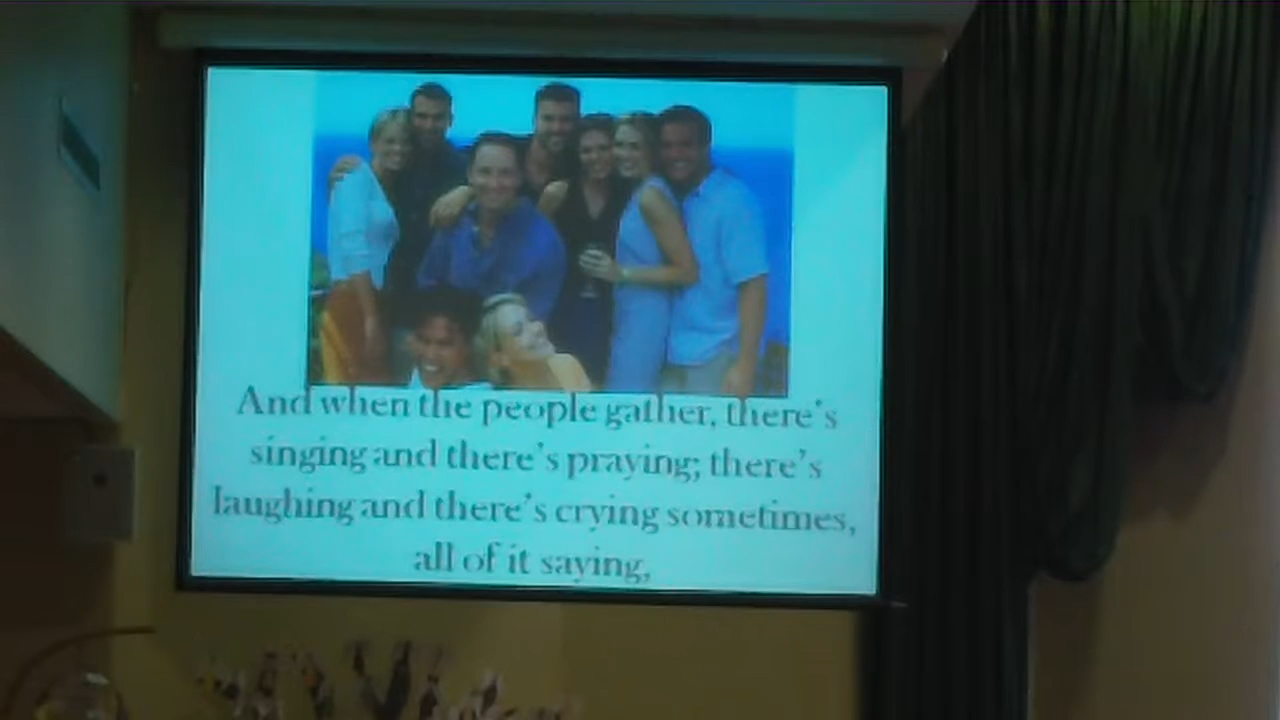 And when the people gather, there's
singing and there's praying; there's
laughing and there's crying sometimes,
all of it saying,